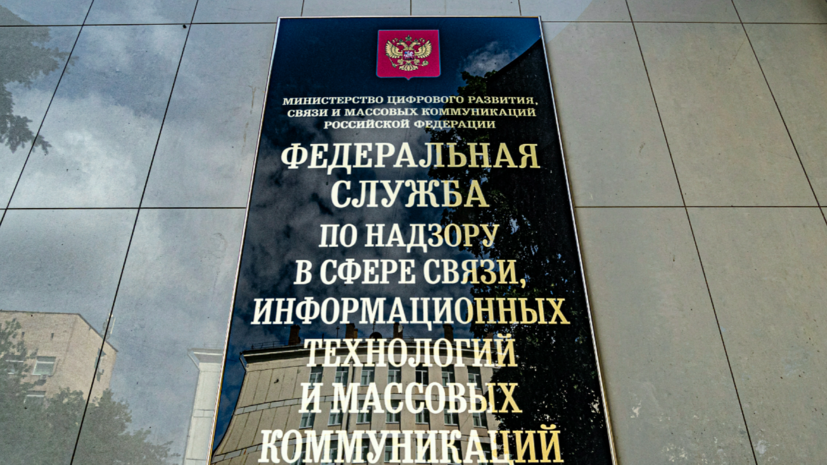 МИНИСТЕРСТВО ЦИФРОВОГО РАЗВИТИЯ,
СВЯЗИ И МАССОВЫХ КОММУНИКАЦИЙ
РОССИЙСКОЙ ФЕДЕРАЦИИ
ФЕДЕРАЛЬНАЯ
СЛУЖБА
ПО НАДЗОРУ
В СФЕРЕ СВЯЗИ,
ИНФОРМАЦИОННЫХ
ТЕХНОЛОГИЙ
И МАССОВЫХ
КОММУНИКАЦИЙ